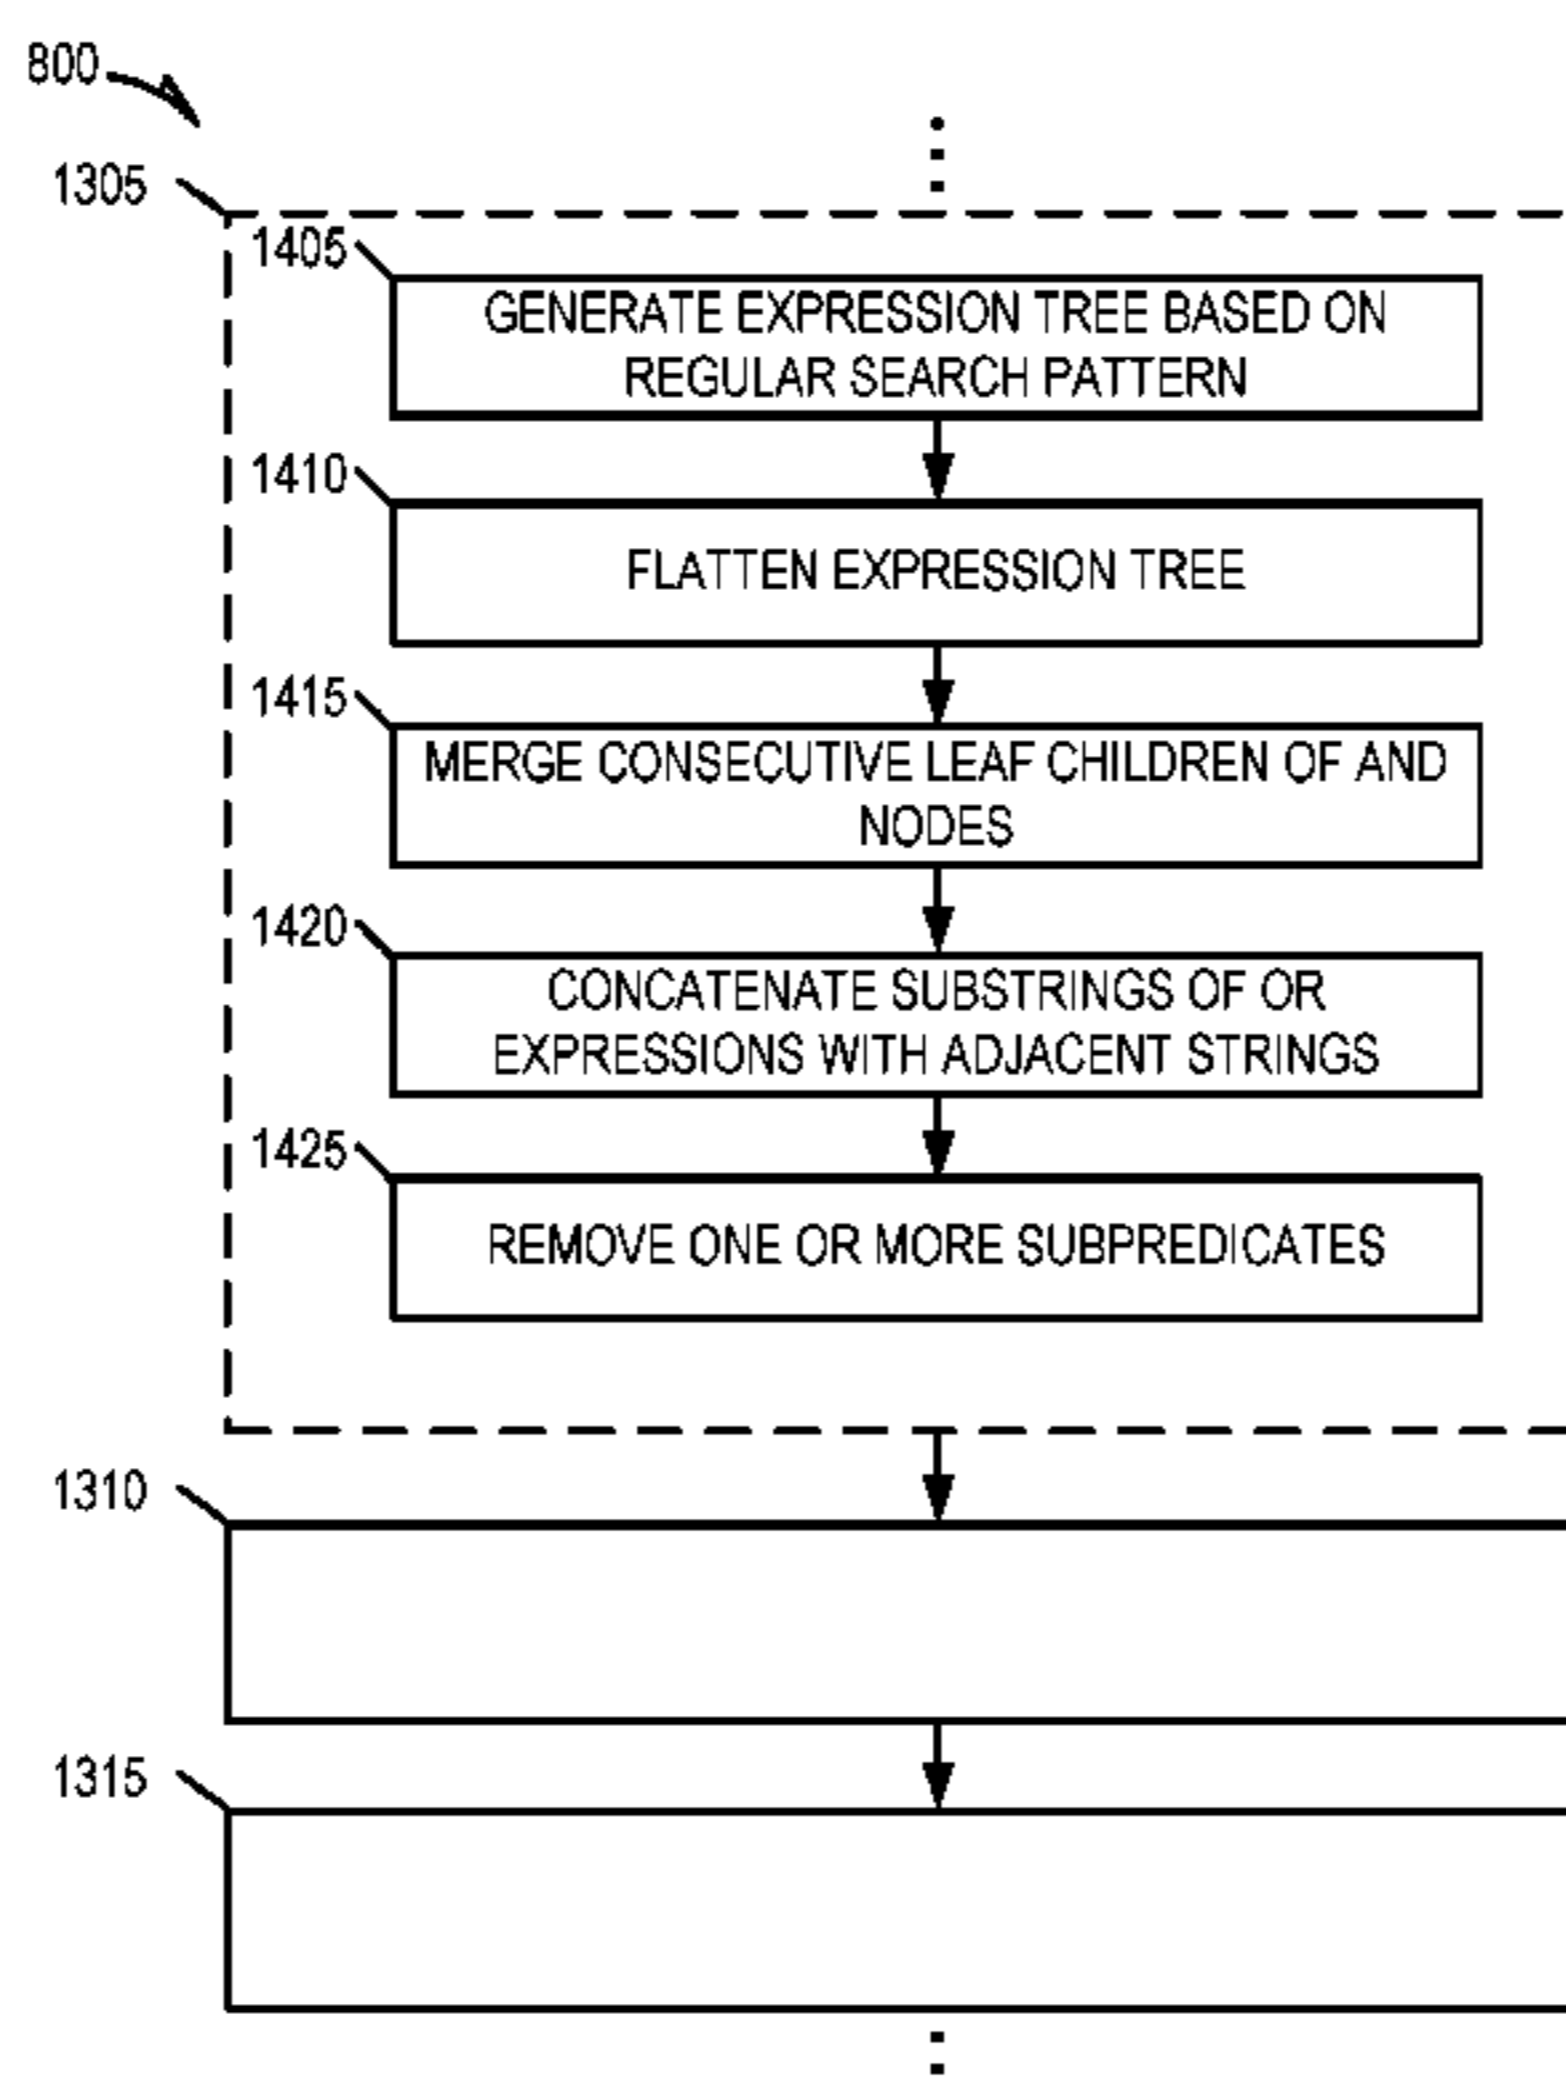 800
1305
1405
GENERATE EXPRESSION TREE BASED ON
REGULAR SEARCH PATTERN
1410
FLATTEN EXPRESSION TREE
1415
MERGE CONSECUTIVE LEAF CHILDREN OF AND
NODES
1420
CONCATENATE SUBSTRINGS OF OR
EXPRESSIONS WITH ADJACENT STRINGS
1425
REMOVE ONE OR MORE SUBPREDICATES
1310
1315